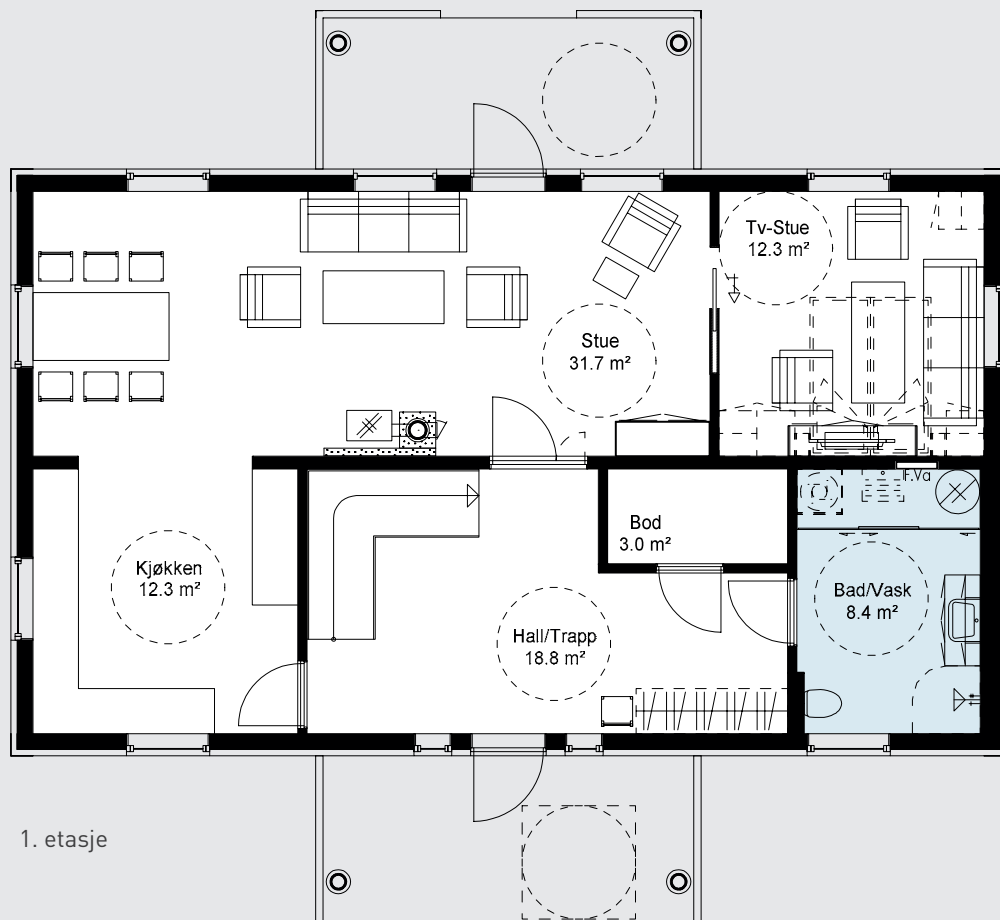 Tv-Stue
12.3 m²
Stue
31.7 m²
F.Va
Bod
3.0 m²
Kjøkken
12.3 m²
Bad/Vask
8.4 m²
Hall/Trapp
18.8 m²
1. etasje